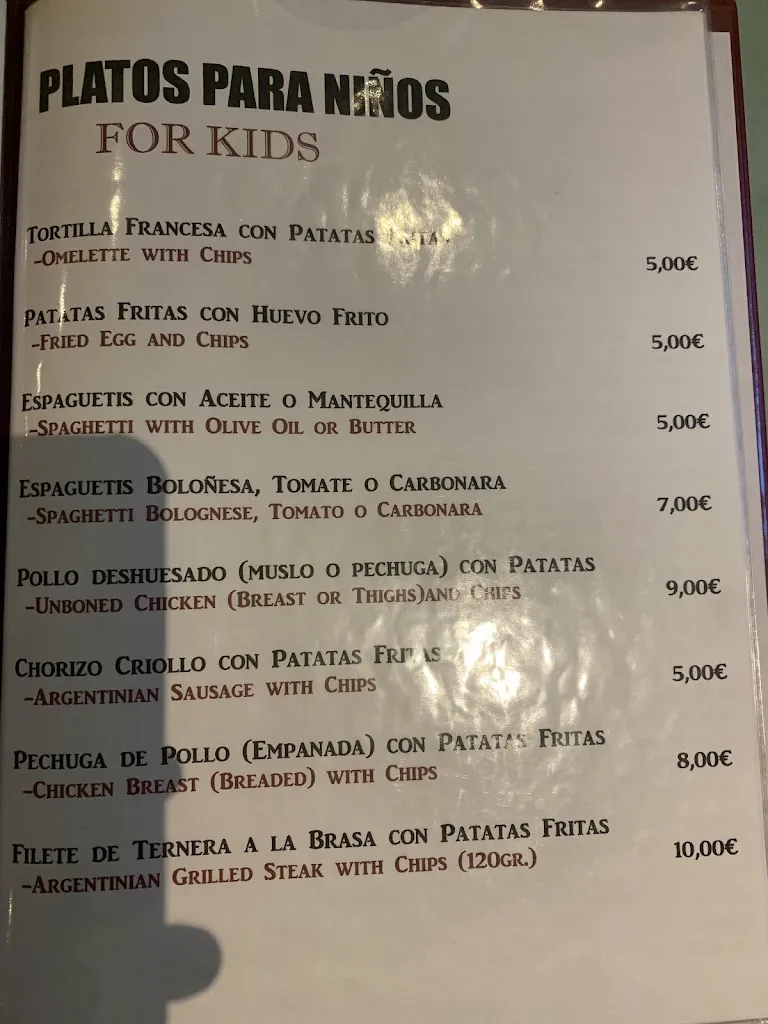 PLATOS PARA NIÑOS
FOR KIDS
TORTILLA FRANCESA CON PATATAS FRITAS
-OMELETTE WITH CHIPS
5,00€
PATATAS FRITAS CON HUEVO FRITO
-FRIED EGG AND CHIPS
5,00€
ESPAGUETIS CON ACEITE O MANTEQUILLA
-SPAGHETTI WITH OLIVE OIL OR BUTTER
5,00€
ESPAGUETIS BOLOÑESA, TOMATE O CARBONARA
-SPAGHETTI BOLOGNESE, TOMATO O CARBONARA
7,00€
POLLO DESHUESADO (MUSLO O PECHUGA) CON PATATAS
-UNBONED CHICKEN (BREAST OR THIGHS)AND CHIPS
9,00€
CHORIZO CRIOLLO CON PATATAS FRITAS
-ARGENTINIAN SAUSAGE WITH CHIPS
5,00€
PECHUGA DE POLLO (EMPANADA) CON PATATAS FRITAS
-CHICKEN BREAST (BREADED) WITH CHIPS
8,00€
FILETE DE TERNERA A LA BRASA CON PATATAS FRITAS
-ARGENTINIAN GRILLED STEAK WITH CHIPS (120GR.)
10,00€